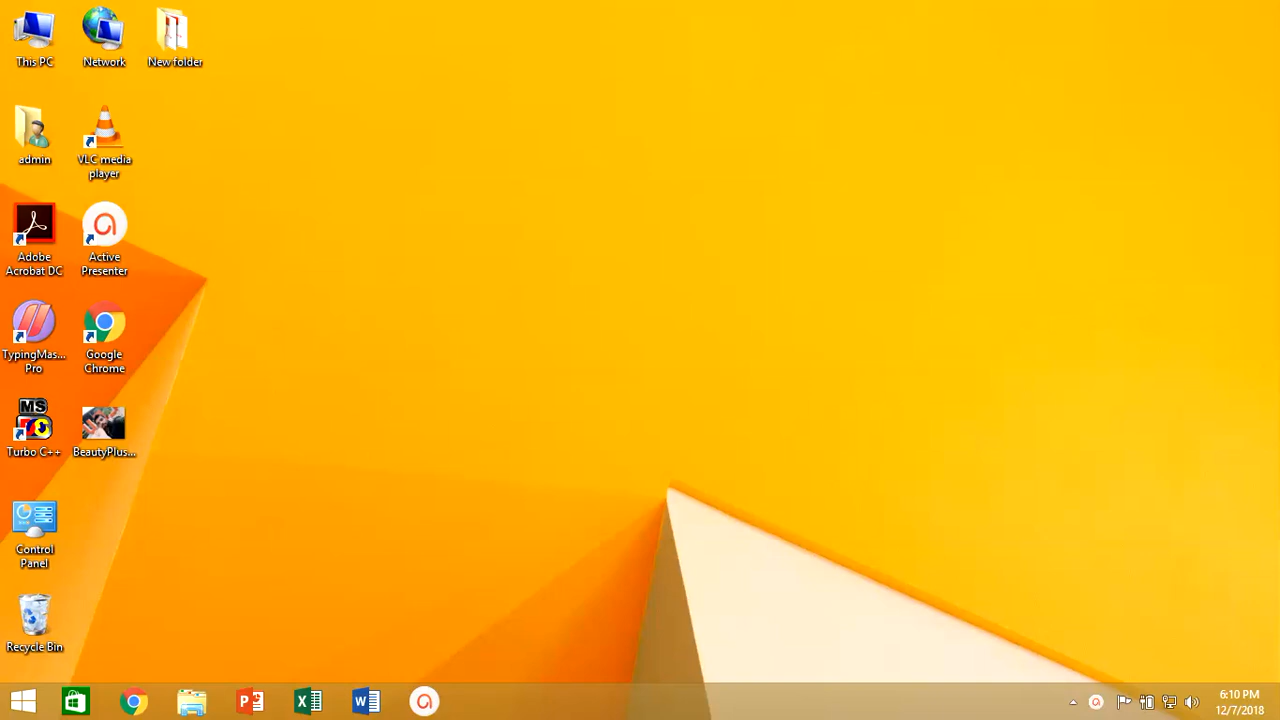 This PC
Network
New folder
admin
VLC media
player
Adobe
Acrobat DC
Active
Presenter
TypingMas...
Pro
Google
Chrome
MS
Turbo C++
BeautyPlus...
Control
Panel
Recycle Bin
6:10 PM
12/7/2018